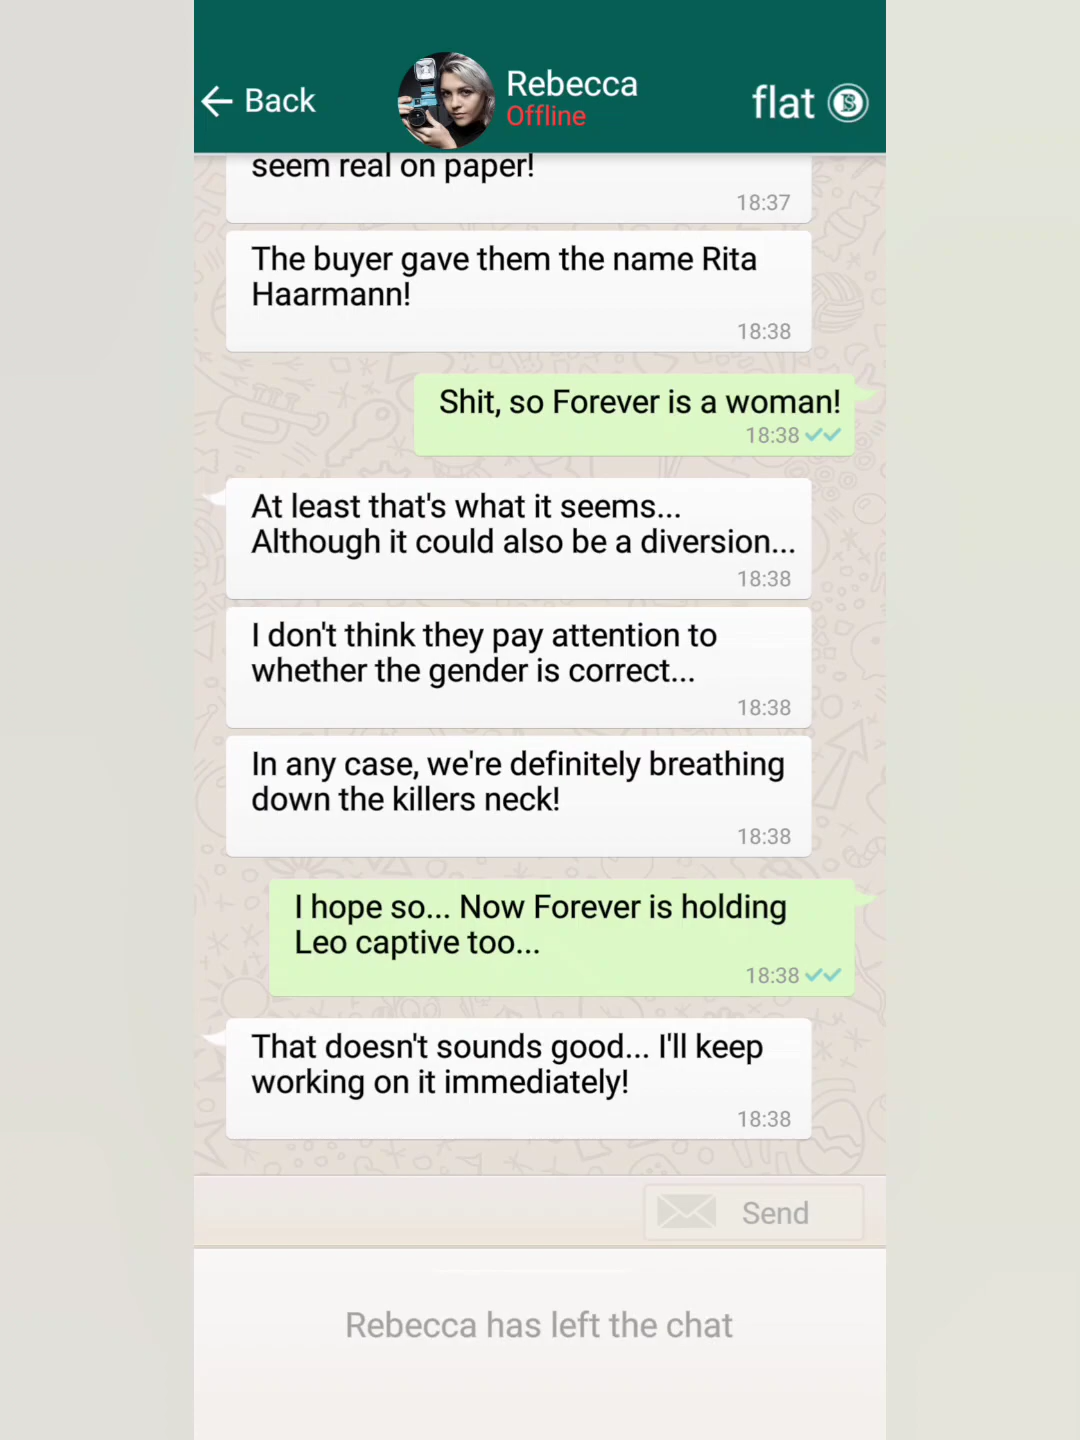 Back
Rebecca
Offline
flat
seem real on paper!
18:37
The buyer gave them the name Rita
Haarmann!
18:38
Shit, so Forever is a woman!
18:38
At least that's what it seems...
Although it could also be a diversion...
18:38
I don't think they pay attention to
whether the gender is correct...
18:38
In any case, we're definitely breathing
down the killers neck!
18:38
I hope so... Now Forever is holding
Leo captive too...
18:38
That doesn't sounds good... I'll keep
working on it immediately!
18:38
Send
Rebecca has left the chat